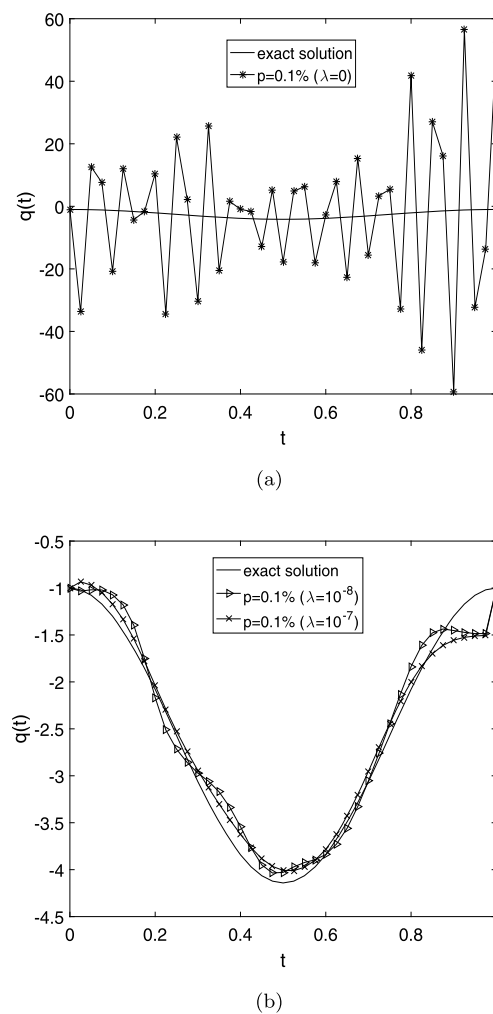 60
exact solution
p=0.1% (λ=0)
40
20
0
-20
-40
-60
q(t)
0 0.2 0.4 0.6 0.8
t
(a)
-0.5
exact solution
p=0.1% (λ=10⁻⁸)
p=0.1% (λ=10⁻⁷)
-1
-1.5
-2
-2.5
-3
-3.5
-4
-4.5
q(t)
0 0.2 0.4 0.6 0.8
t
(b)